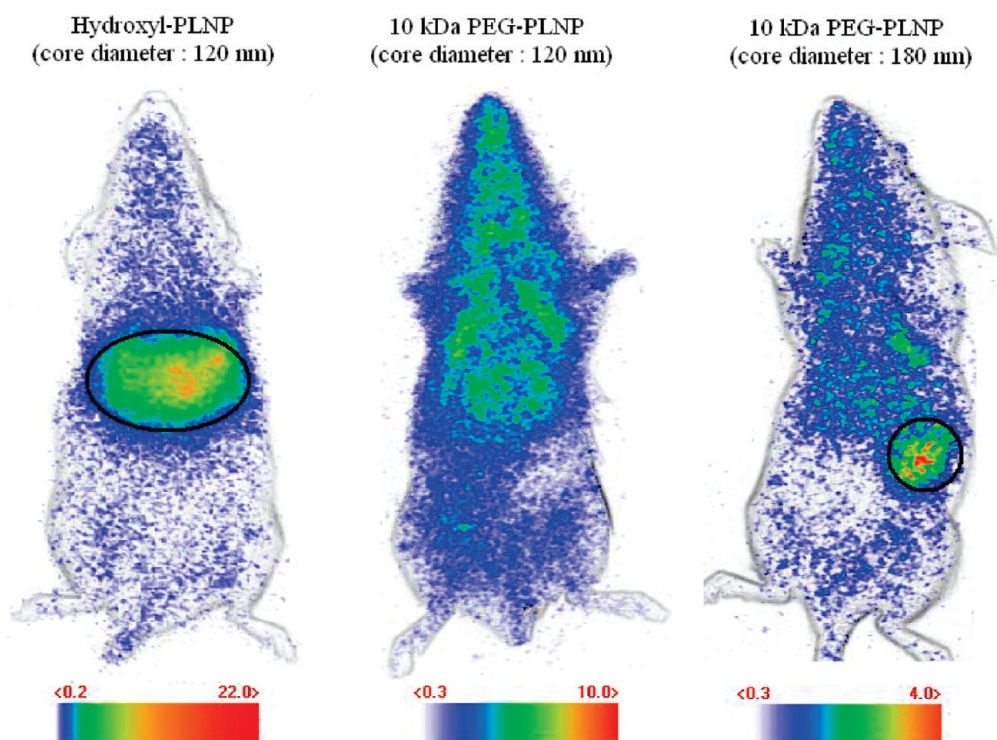 Hydroxyl-PLNP
(core diameter : 120 nm)
10 kDa PEG-PLNP
(core diameter : 120 nm)
10 kDa PEG-PLNP
(core diameter : 180 nm)
<0.2 22.0>
<0.3 10.0>
<0.3 4.0>